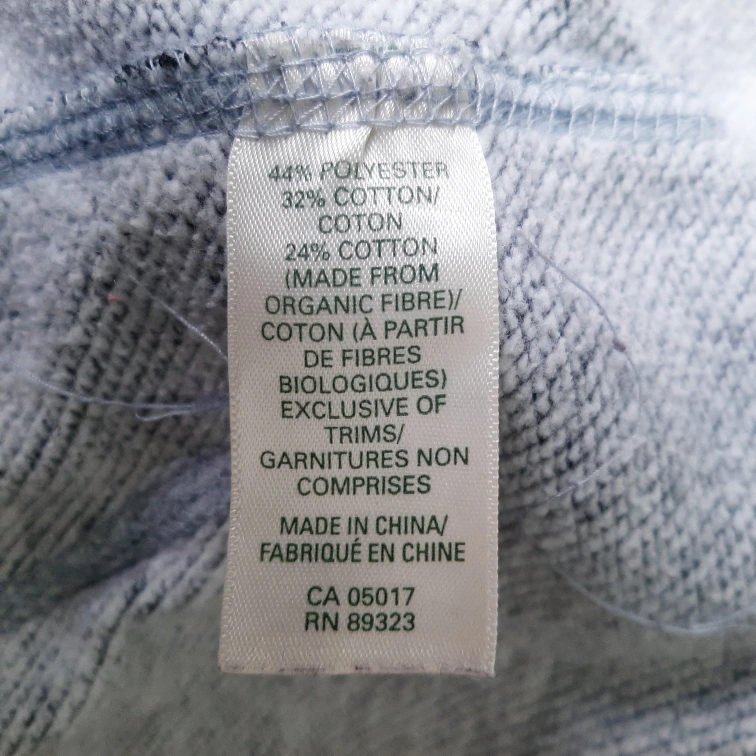 44% POLYESTER
32% COTTON/
COTON
24% COTTON
(MADE FROM
ORGANIC FIBRE)/
COTON (À PARTIR
DE FIBRES
BIOLOGIQUES)
EXCLUSIVE OF
TRIMS/
GARNITURES NON
COMPRISES
MADE IN CHINA/
FABRIQUÉ EN CHINE
CA 05017
RN 89323